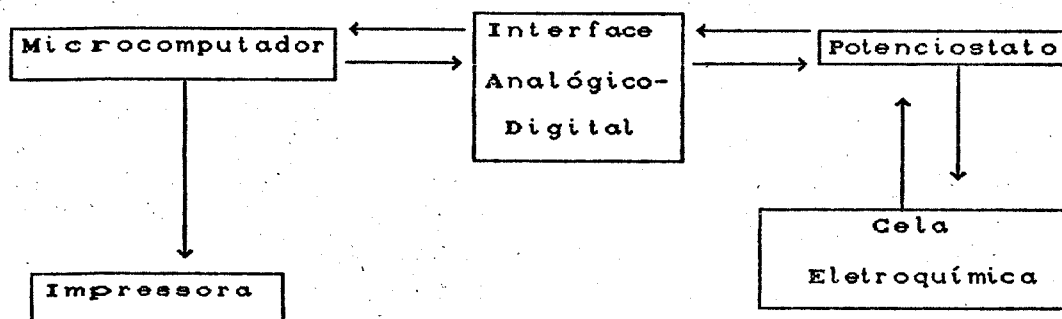 Microcomputador
Interface
Analógico-
Digital
Potenciostato
Cela
Eletroquímica
Impressora